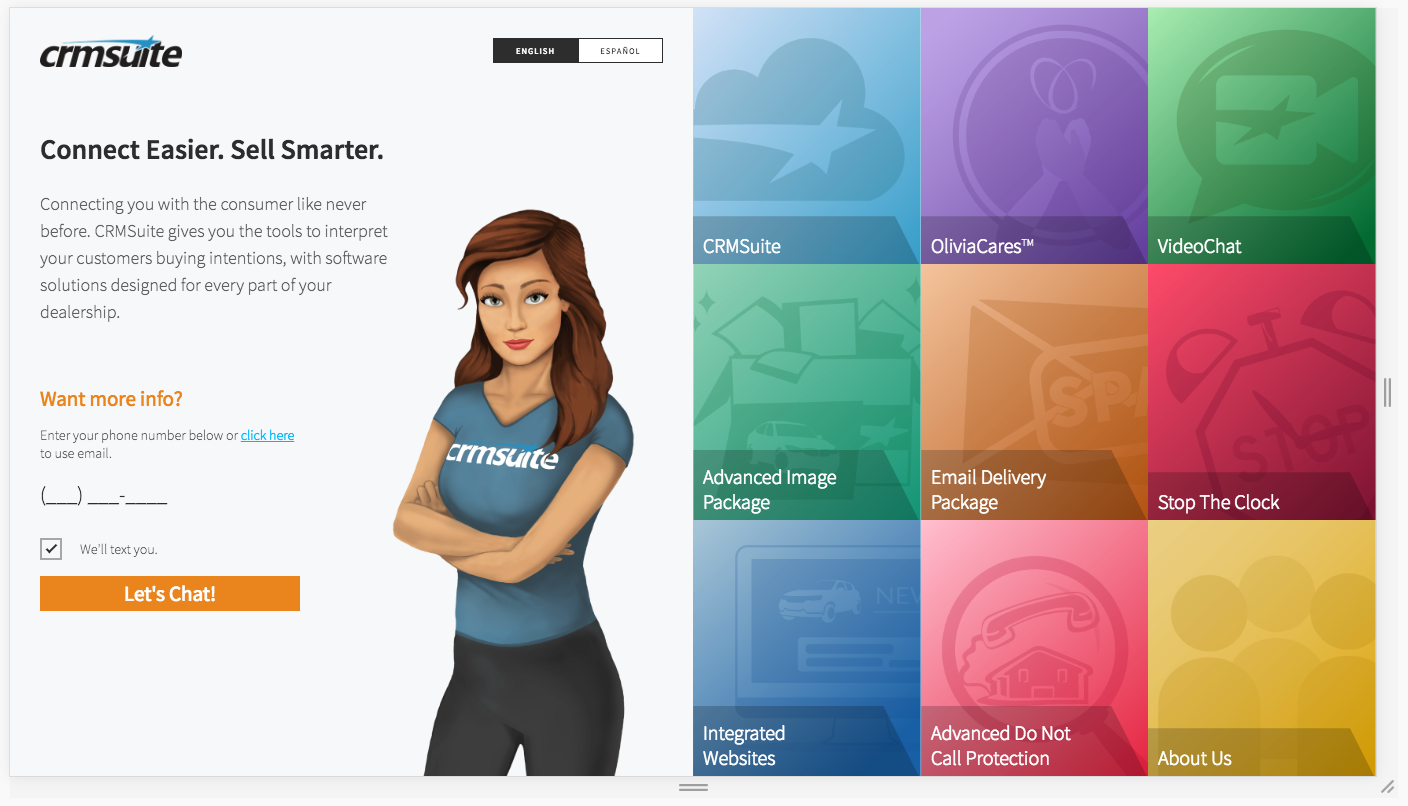 crmsuite
ENGLISH
ESPAÑOL
Connect Easier. Sell Smarter.
Connecting you with the consumer like never
before. CRMSuite gives you the tools to interpret
your customers buying intentions, with software
solutions designed for every part of your
dealership.
Want more info?
Enter your phone number below or click here
to use email.
(___) ___-____
We'll text you.
Let's Chat!
crmsuite
CRMSuite
OliviaCares™
VideoChat
Advanced Image
Package
SPA
Email Delivery
Package
STOP
Stop The Clock
NEW
Integrated
Websites
Advanced Do Not
Call Protection
About Us